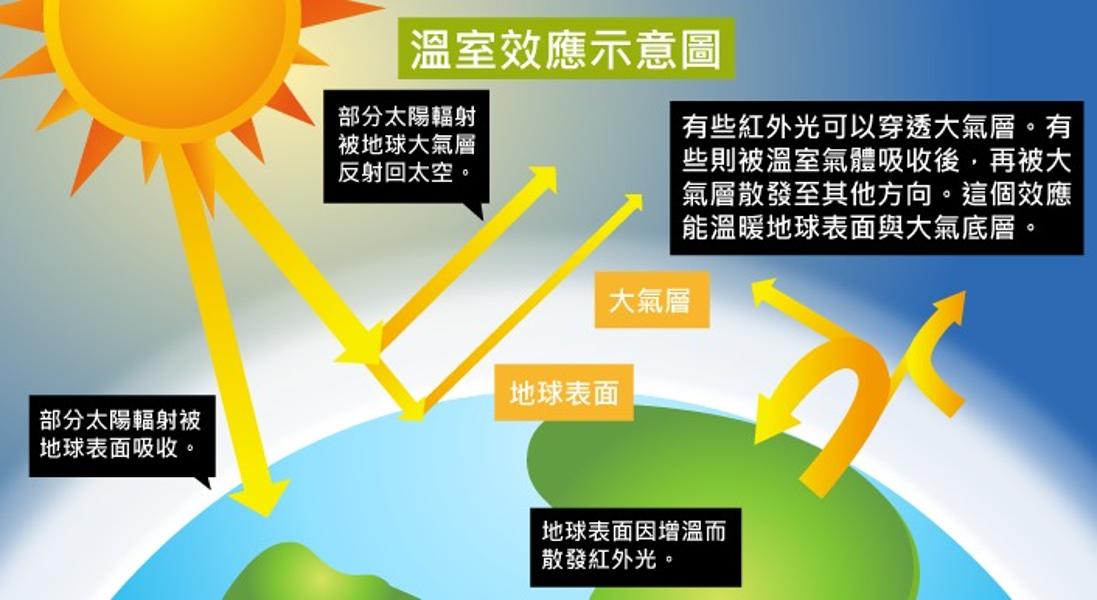 溫室效應示意圖
部分太陽輻射
被地球大氣層
反射回太空。
有些紅外光可以穿透大氣層。有
些則被溫室氣體吸收後，再被大
氣層散發至其他方向。這個效應
能溫暖地球表面與大氣底層。
大氣層
地球表面
部分太陽輻射被
地球表面吸收。
地球表面因增溫而
散發紅外光。